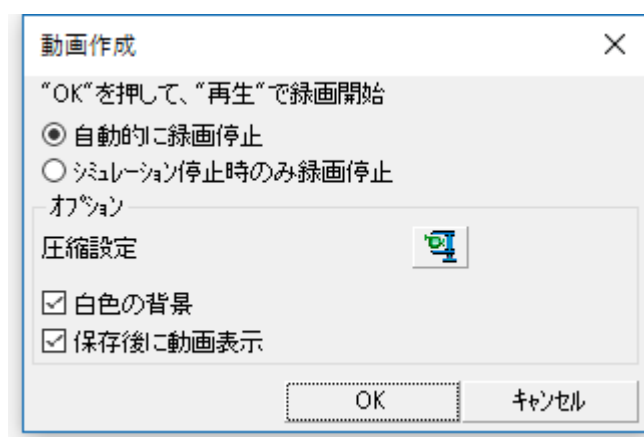 動画作成
“OK“を押して、“再生“で録画開始
自動的に録画停止
ｼﾐｭﾚｰｼｮﾝ停止時のみ録画停止
ｵﾌﾟｼｮﾝ
圧縮設定
白色の背景
保存後に動画表示
OK ｷｬﾝｾﾙ